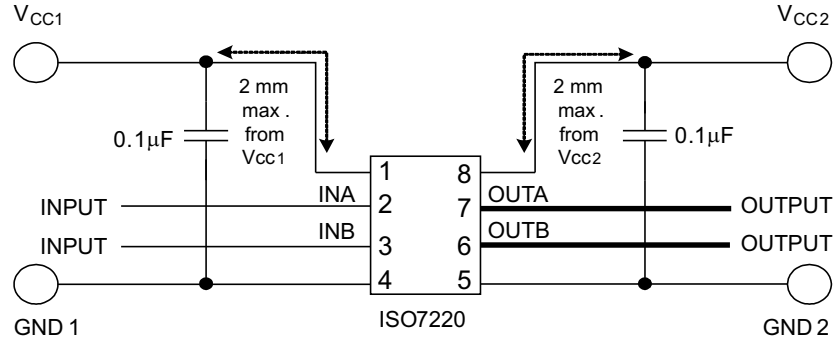 VCC1
VCC2
2 mm
max .
from
VCC1
2 mm
max .
from
VCC2
0.1μF
0.1μF
1
8
INPUT
INA
2
7
OUTA
OUTPUT
INPUT
INB
3
6
OUTB
OUTPUT
4
5
GND 1
ISO7220
GND 2